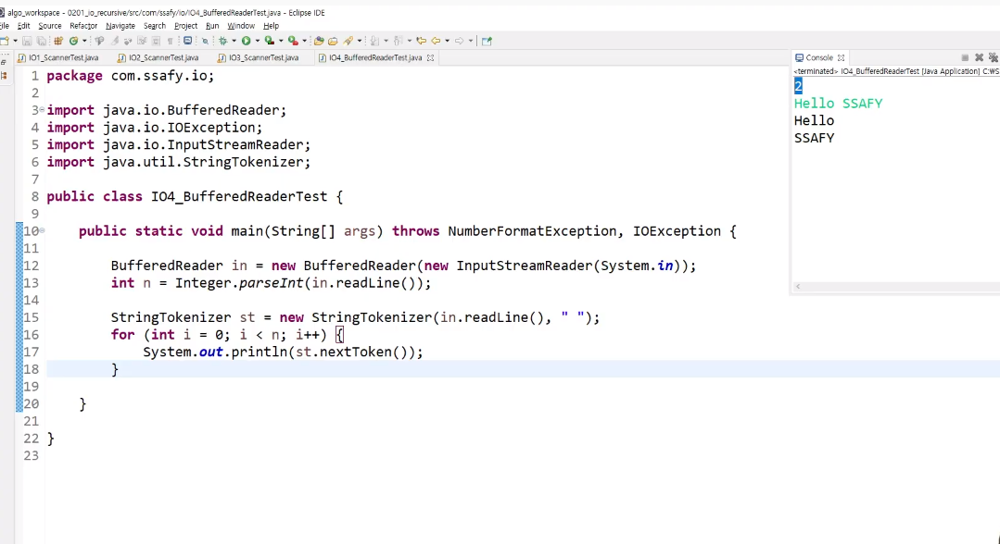 algo_workspace - 0201_io_recursive/src/com/ssafy/io/IO4_BufferedReaderTest.java - Eclipse IDE
File Edit Source Refactor Navigate Search Project Run Window Help
IO1_ScannerTest.java IO2_ScannerTest.java IO3_ScannerTest.java IO4_BufferedReaderTest.java
1 package com.ssafy.io;
2
3 import java.io.BufferedReader;
4 import java.io.IOException;
5 import java.io.InputStreamReader;
6 import java.util.StringTokenizer;
7
8 public class IO4_BufferedReaderTest {
9
10 public static void main(String[] args) throws NumberFormatException, IOException {
11
12 BufferedReader in = new BufferedReader(new InputStreamReader(System.in));
13 int n = Integer.parseInt(in.readLine());
14
15 StringTokenizer st = new StringTokenizer(in.readLine(), " ");
16 for (int i = 0; i < n; i++) {
17 System.out.println(st.nextToken());
18 }
19
20 }
21
22 }
23
Console
<terminated> IO4_BufferedReaderTest [Java Application] C:₩S
2
Hello SSAFY
Hello
SSAFY